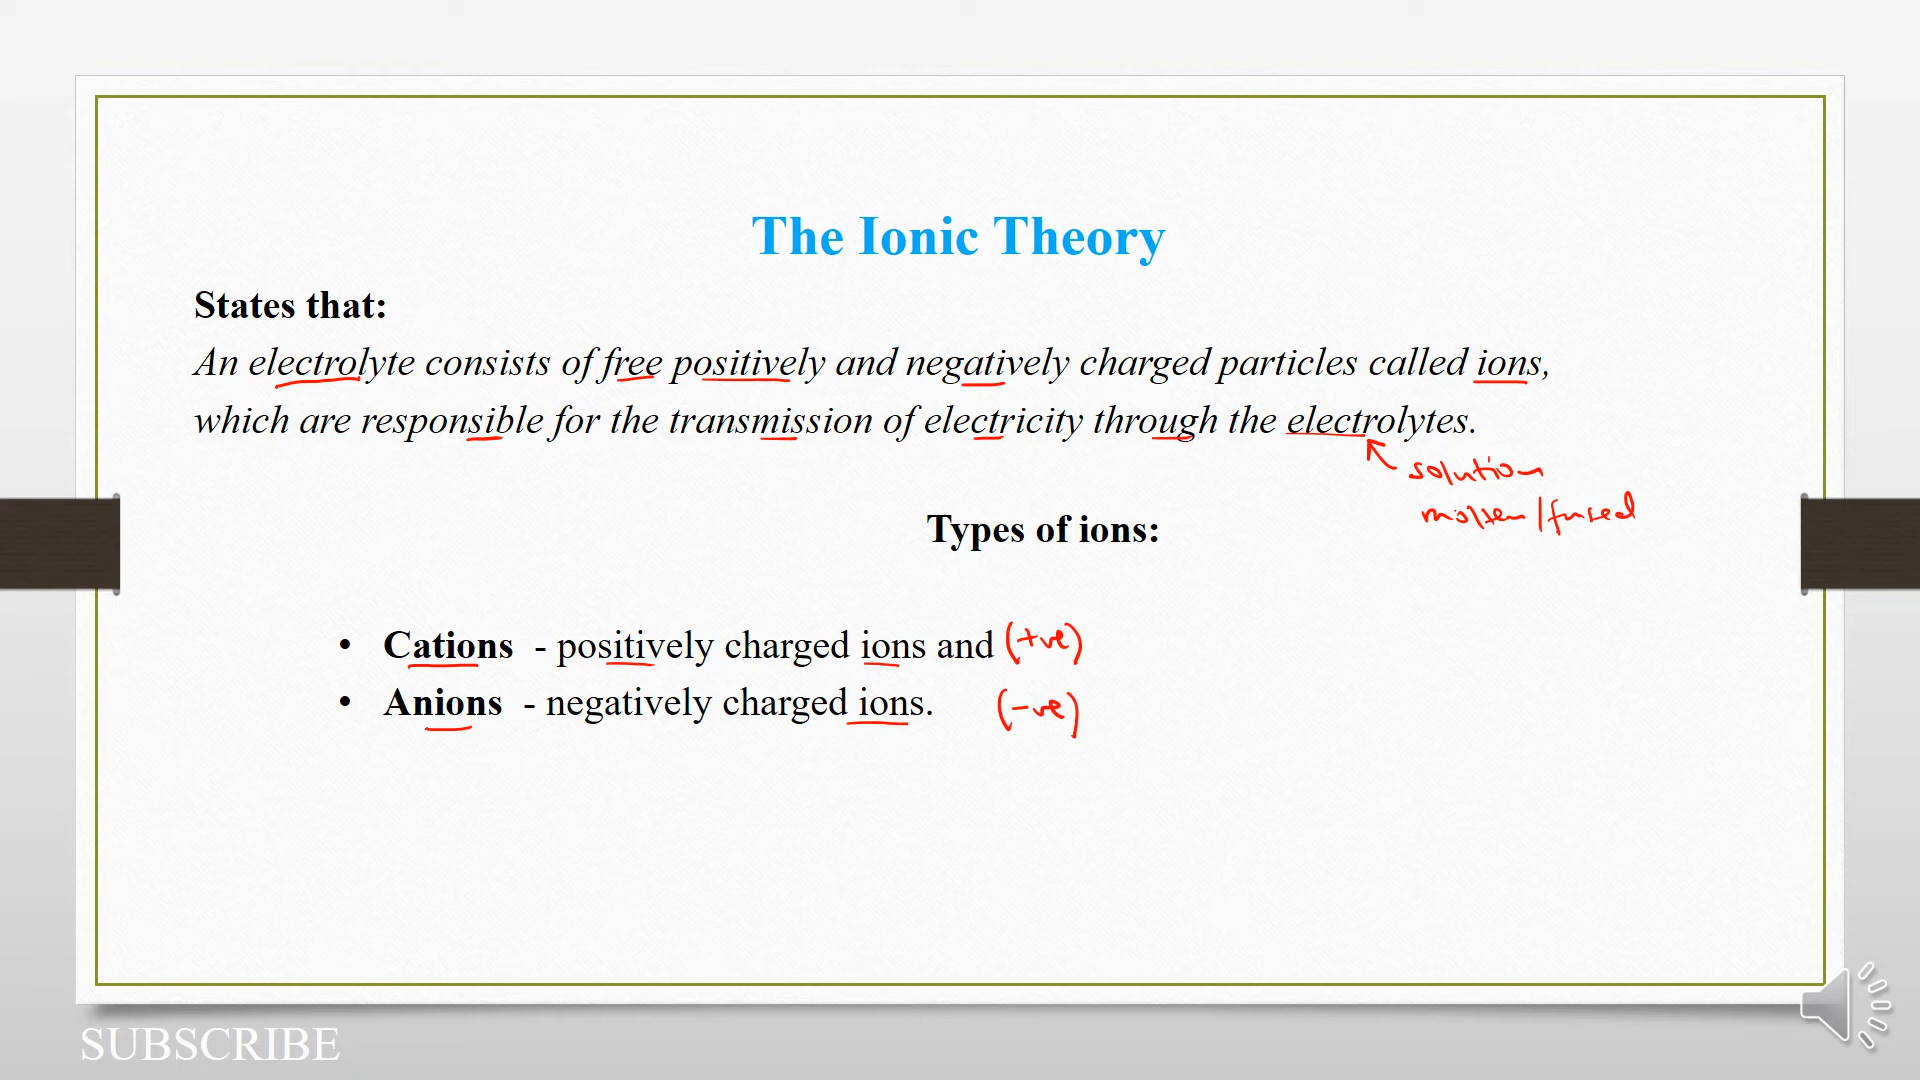 The Ionic Theory
States that:
An electrolyte consists of free positively and negatively charged particles called ions,
which are responsible for the transmission of electricity through the electrolytes.
solution
molten/fused
Types of ions:
• Cations - positively charged ions and (+ve)
• Anions - negatively charged ions. (-ve)
SUBSCRIBE